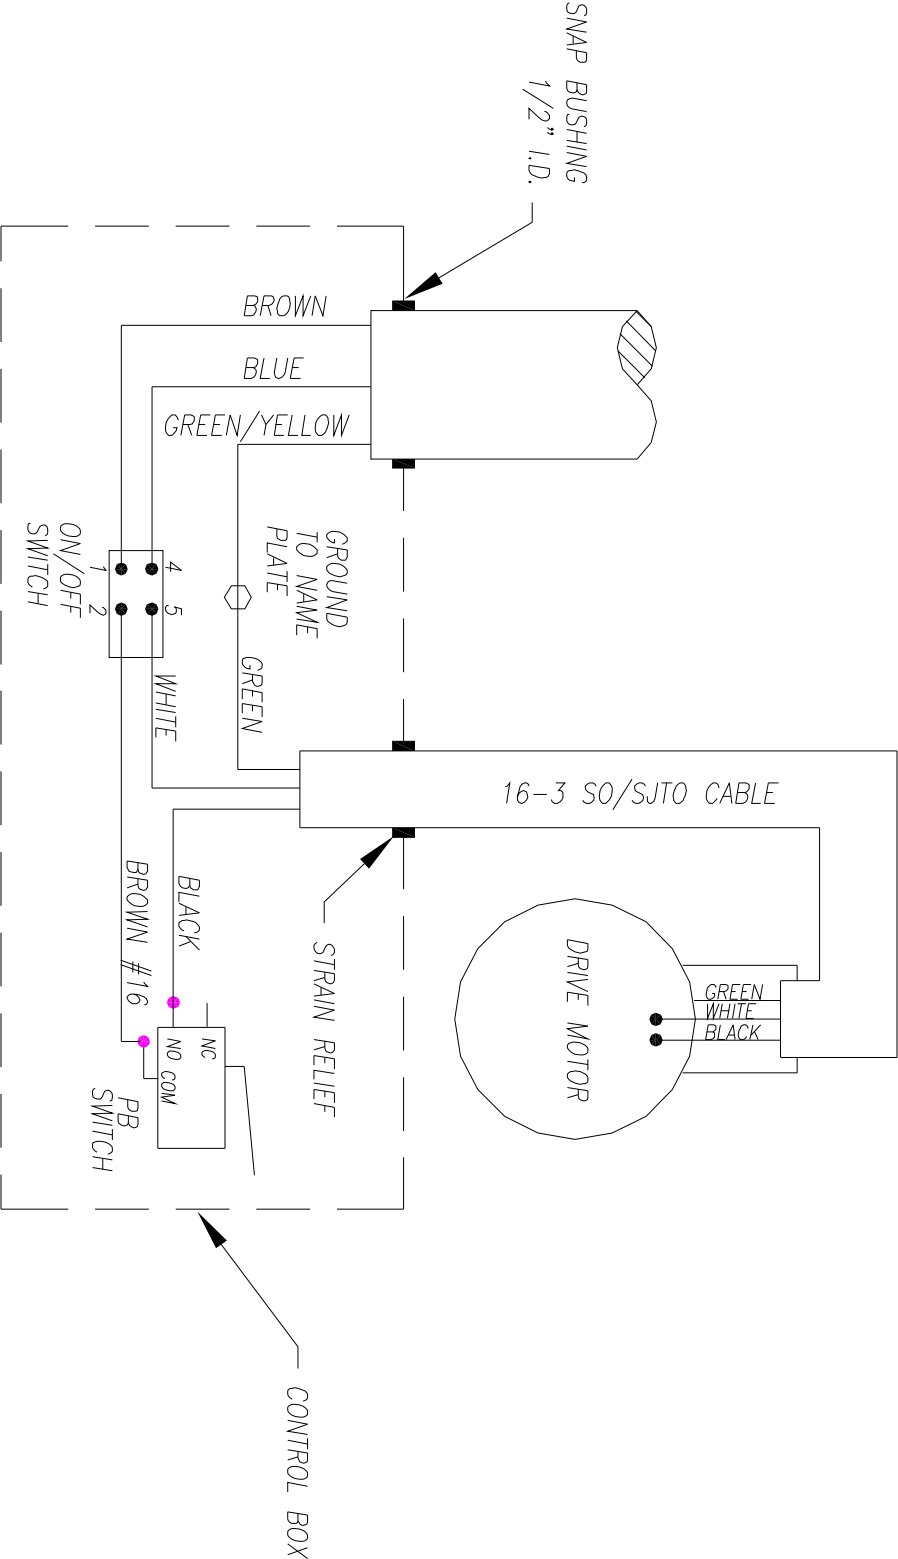 SNAP BUSHING
1/2" I.D.
BROWN
BLUE
GREEN/YELLOW
GROUND
TO NAME
PLATE
ON/OFF
SWITCH
4
1
5
2
GREEN
WHITE
16-3 SO/SJTO CABLE
BLACK
BROWN #16
STRAIN RELIEF
DRIVE MOTOR
GREEN
WHITE
BLACK
NC
NO
COM
PB
SWITCH
CONTROL BOX